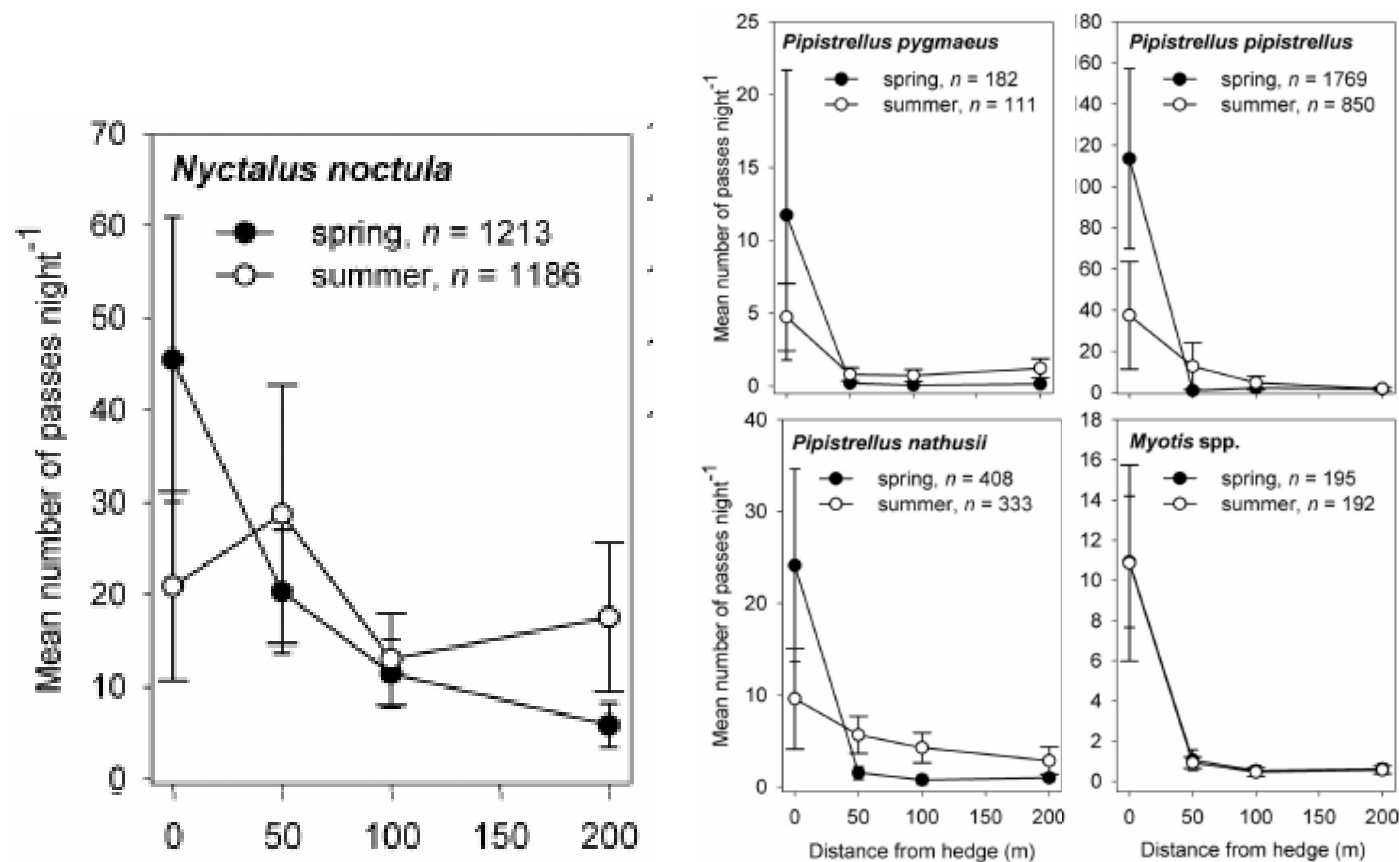 Nyctalus noctula
spring, n = 1213
summer, n = 1186
Mean number of passes night⁻¹
70
60
50
40
30
20
10
0
0 50 100 150 200
Pipistrellus pygmaeus
spring, n = 182
summer, n = 111
Mean number of passes night⁻¹
25
20
15
10
5
0
Pipistrellus pipistrellus
spring, n = 1769
summer, n = 850
180
160
140
120
100
80
60
40
20
0
Pipistrellus nathusii
spring, n = 408
summer, n = 333
Mean number of passes night⁻¹
40
30
20
10
0
0 50 100 150 200
Distance from hedge (m)
Myotis spp.
spring, n = 195
summer, n = 192
18
16
14
12
10
8
6
4
2
0
0 50 100 150 200
Distance from hedge (m)